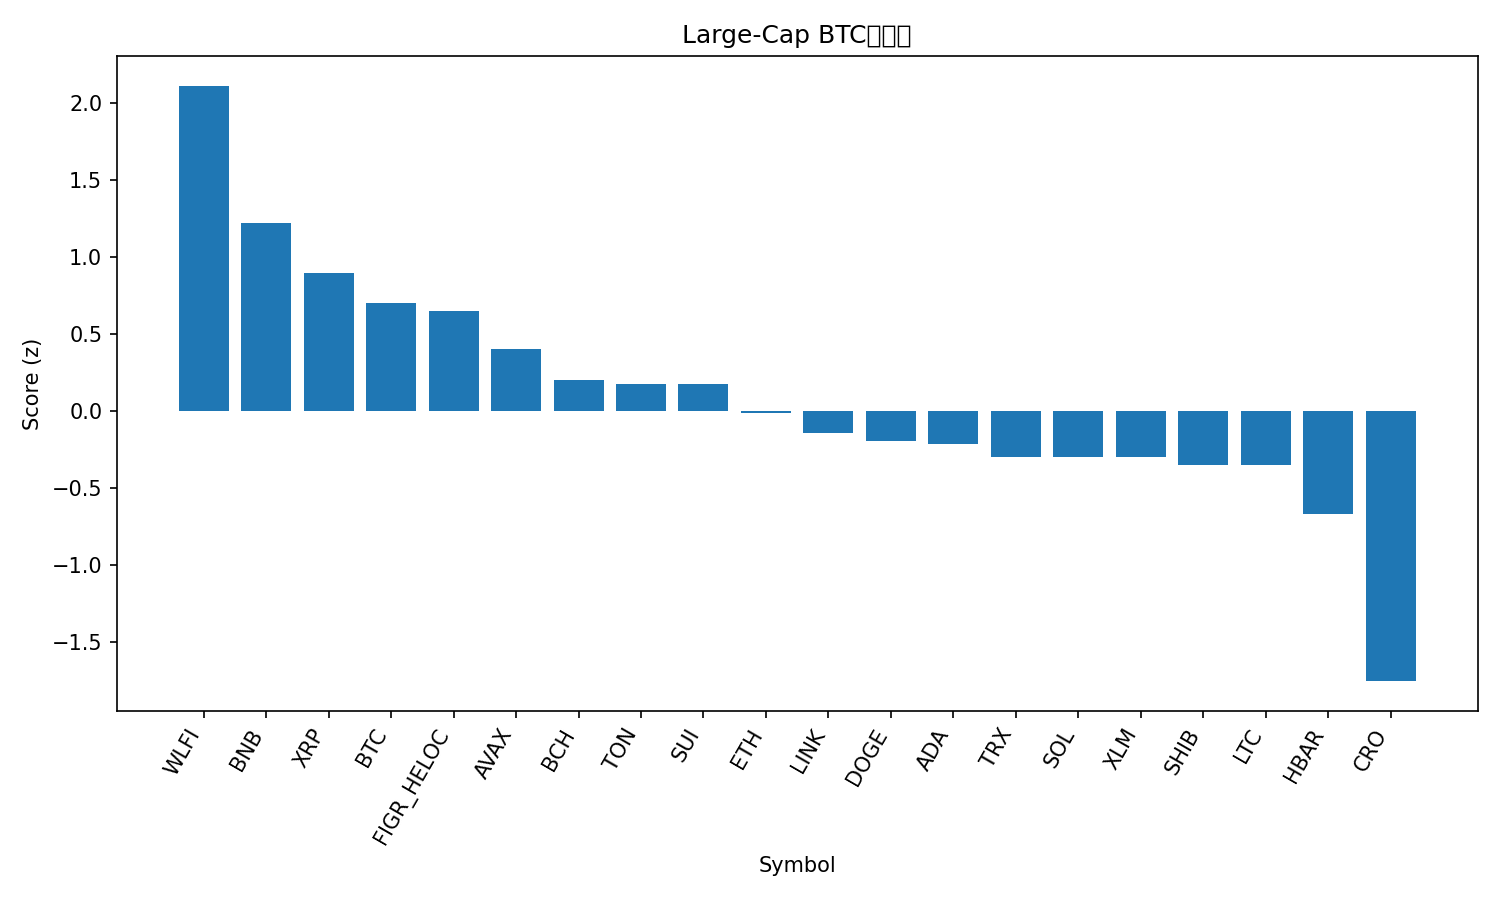 Large-Cap BTC
Score (z)
2.0
1.5
1.0
0.5
0.0
−0.5
−1.0
−1.5
WLFI
BNB
XRP
BTC
FIGR_HELOC
AVAX
BCH
TON
SUI
ETH
LINK
DOGE
ADA
TRX
SOL
XLM
SHIB
LTC
HBAR
CRO
Symbol